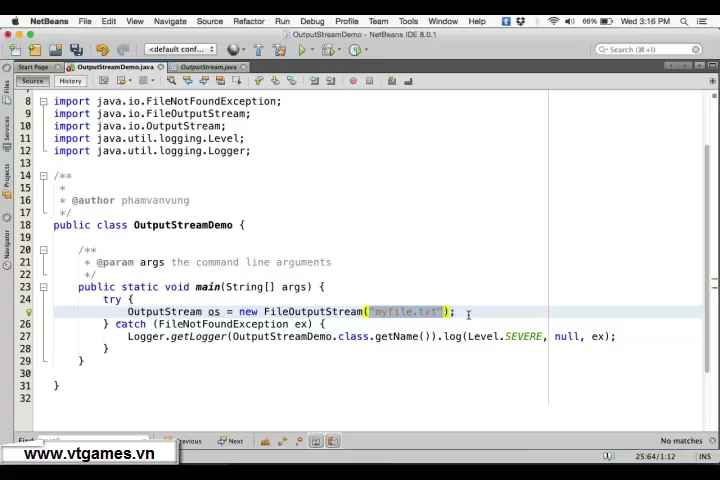 NetBeans File Edit View Navigate Source Refactor Run Debug Profile Team Tools Window Help 66% Wed 3:16 PM
OutputStreamDemo - NetBeans IDE 8.0.1
<default conf... Search (⌘+I)
Start Page OutputStreamDemo.java OutputStream.java
Source History
Files
Services
Projects
Navigator
8 import java.io.FileNotFoundException;
9 import java.io.FileOutputStream;
10 import java.io.OutputStream;
11 import java.util.logging.Level;
12 import java.util.logging.Logger;
13
14 /**
15 *
16 * @author phamvanvung
17 */
18 public class OutputStreamDemo {
19
20 /**
21 * @param args the command line arguments
22 */
23 public static void main(String[] args) {
24 try {
OutputStream os = new FileOutputStream("myfile.txt");
26 } catch (FileNotFoundException ex) {
27 Logger.getLogger(OutputStreamDemo.class.getName()).log(Level.SEVERE, null, ex);
28 }
29 }
30
31 }
32
Find Previous Next No matches
www.vtgames.vn
25:64/1:12 INS